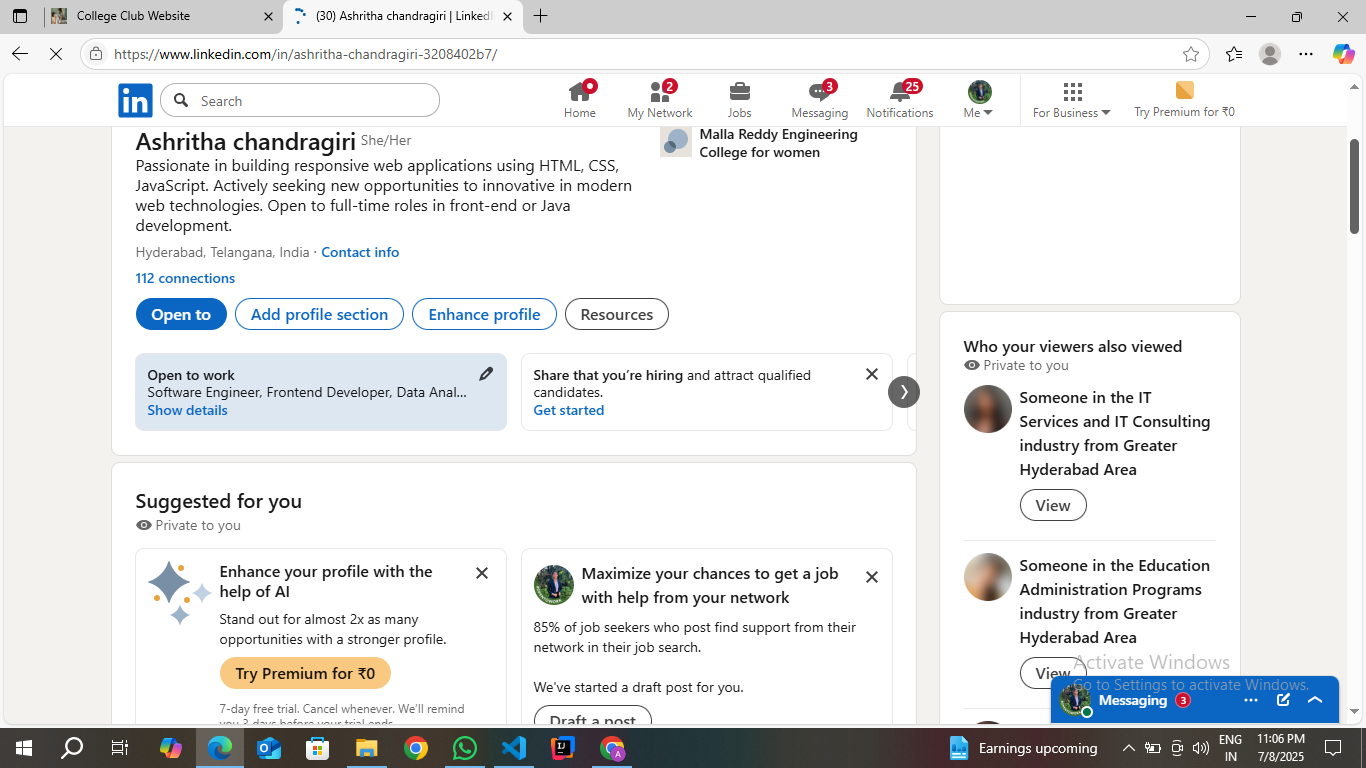 College Club Website
(30) Ashritha chandragiri | LinkedI
https://www.linkedin.com/in/ashritha-chandragiri-3208402b7/
in
Search
Home
2
My Network
Jobs
3
Messaging
25
Notifications
Me
For Business
Try Premium for ₹0
Ashritha chandragiri She/Her
Passionate in building responsive web applications using HTML, CSS,
JavaScript. Actively seeking new opportunities to innovative in modern
web technologies. Open to full-time roles in front-end or Java
development.
Hyderabad, Telangana, India · Contact info
112 connections
Malla Reddy Engineering
College for women
Open to
Add profile section
Enhance profile
Resources
Open to work
Software Engineer, Frontend Developer, Data Anal...
Show details
Share that you're hiring and attract qualified
candidates.
Get started
Suggested for you
Private to you
Enhance your profile with the
help of AI
Stand out for almost 2x as many
opportunities with a stronger profile.
Try Premium for ₹0
7-day free trial. Cancel whenever. We'll remind
you 3 days before your trial ends.
Maximize your chances to get a job
with help from your network
85% of job seekers who post find support from their
network in their job search.
We've started a draft post for you.
Draft a post
Who your viewers also viewed
Private to you
Someone in the IT
Services and IT Consulting
industry from Greater
Hyderabad Area
View
Someone in the Education
Administration Programs
industry from Greater
Hyderabad Area
View
Activate Windows
Go to Settings to activate Windows.
Messaging 3
Earnings upcoming
ENG
IN
11:06 PM
7/8/2025